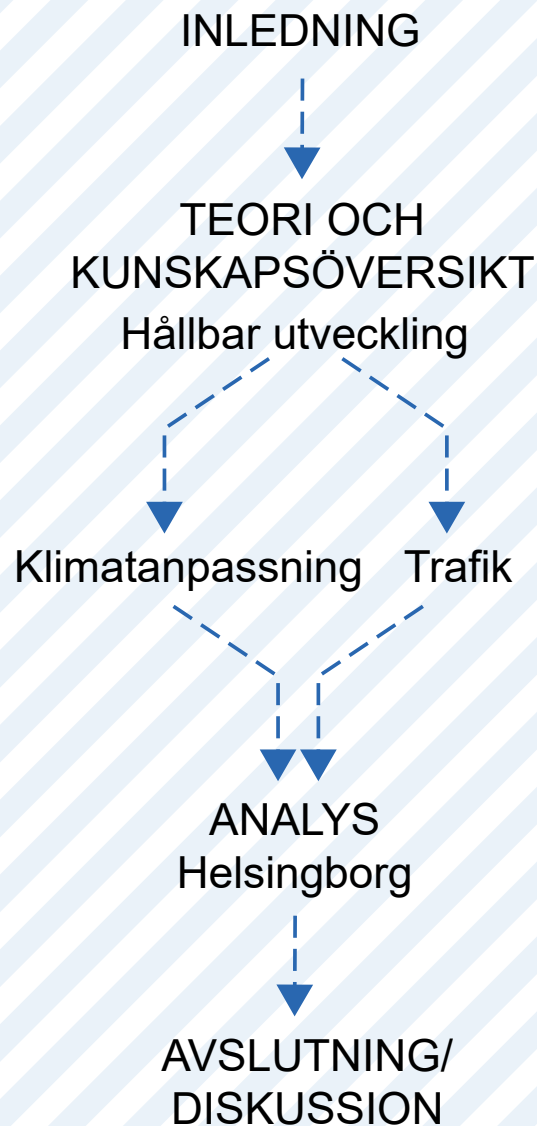 INLEDNING
TEORI OCH
KUNSKAPSÖVERSIKT
Hållbar utveckling
Klimatanpassning Trafik
ANALYS
Helsingborg
AVSLUTNING/
DISKUSSION